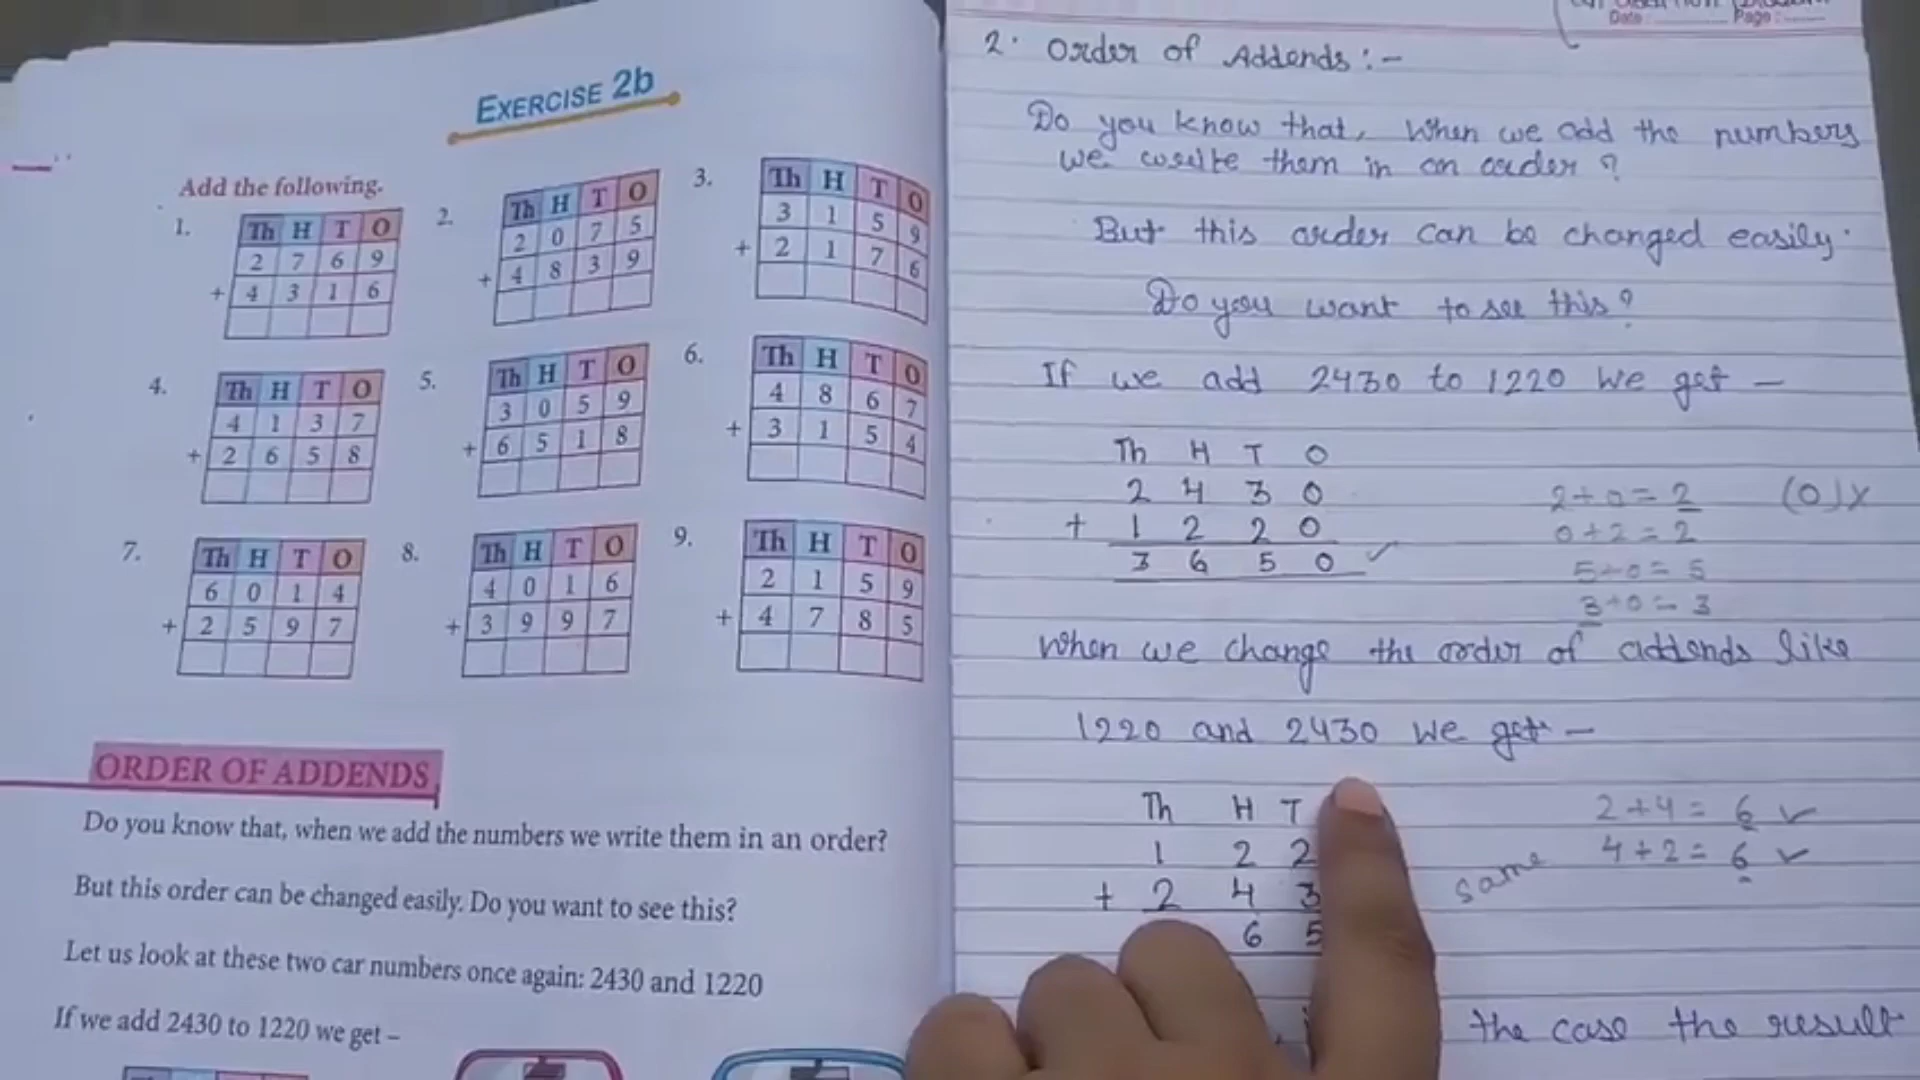 EXERCISE 2b
Add the following.
1.
Th H T O
2 7 6 9
+ 4 3 1 6
2.
Th H T O
2 0 7 5
+ 4 8 3 9
3.
Th H T O
3 1 5 9
+ 2 1 7 6
4.
Th H T O
4 1 3 7
+ 2 6 5 8
5.
Th H T O
3 0 5 9
+ 6 5 1 8
6.
Th H T O
4 8 6 7
+ 3 1 5 4
7.
Th H T O
6 0 1 4
+ 2 5 9 7
8.
Th H T O
4 0 1 6
+ 3 9 9 7
9.
Th H T O
2 1 5 9
+ 4 7 8 5
ORDER OF ADDENDS
Do you know that, when we add the numbers we write them in an order?
But this order can be changed easily. Do you want to see this?
Let us look at these two car numbers once again: 2430 and 1220
If we add 2430 to 1220 we get –
Date: Page:
2. Order of Addends :-
Do you know that, When we add the numbers
we write them in an order ?
But this order can be changed easily.
Do you want to see this?
If we add 2430 to 1220 We get –
Th H T O
2 4 3 0
+ 1 2 2 0
3 6 5 0 ✓
2+0=2 (0)x
0+2=2
5+0=5
3+0=3
When we change the order of addends like
1220 and 2430 We get –
Th H T
1 2 2
+ 2 4 3
6 5
2+4=6 ✓
4+2=6 ✓
same
the case the result